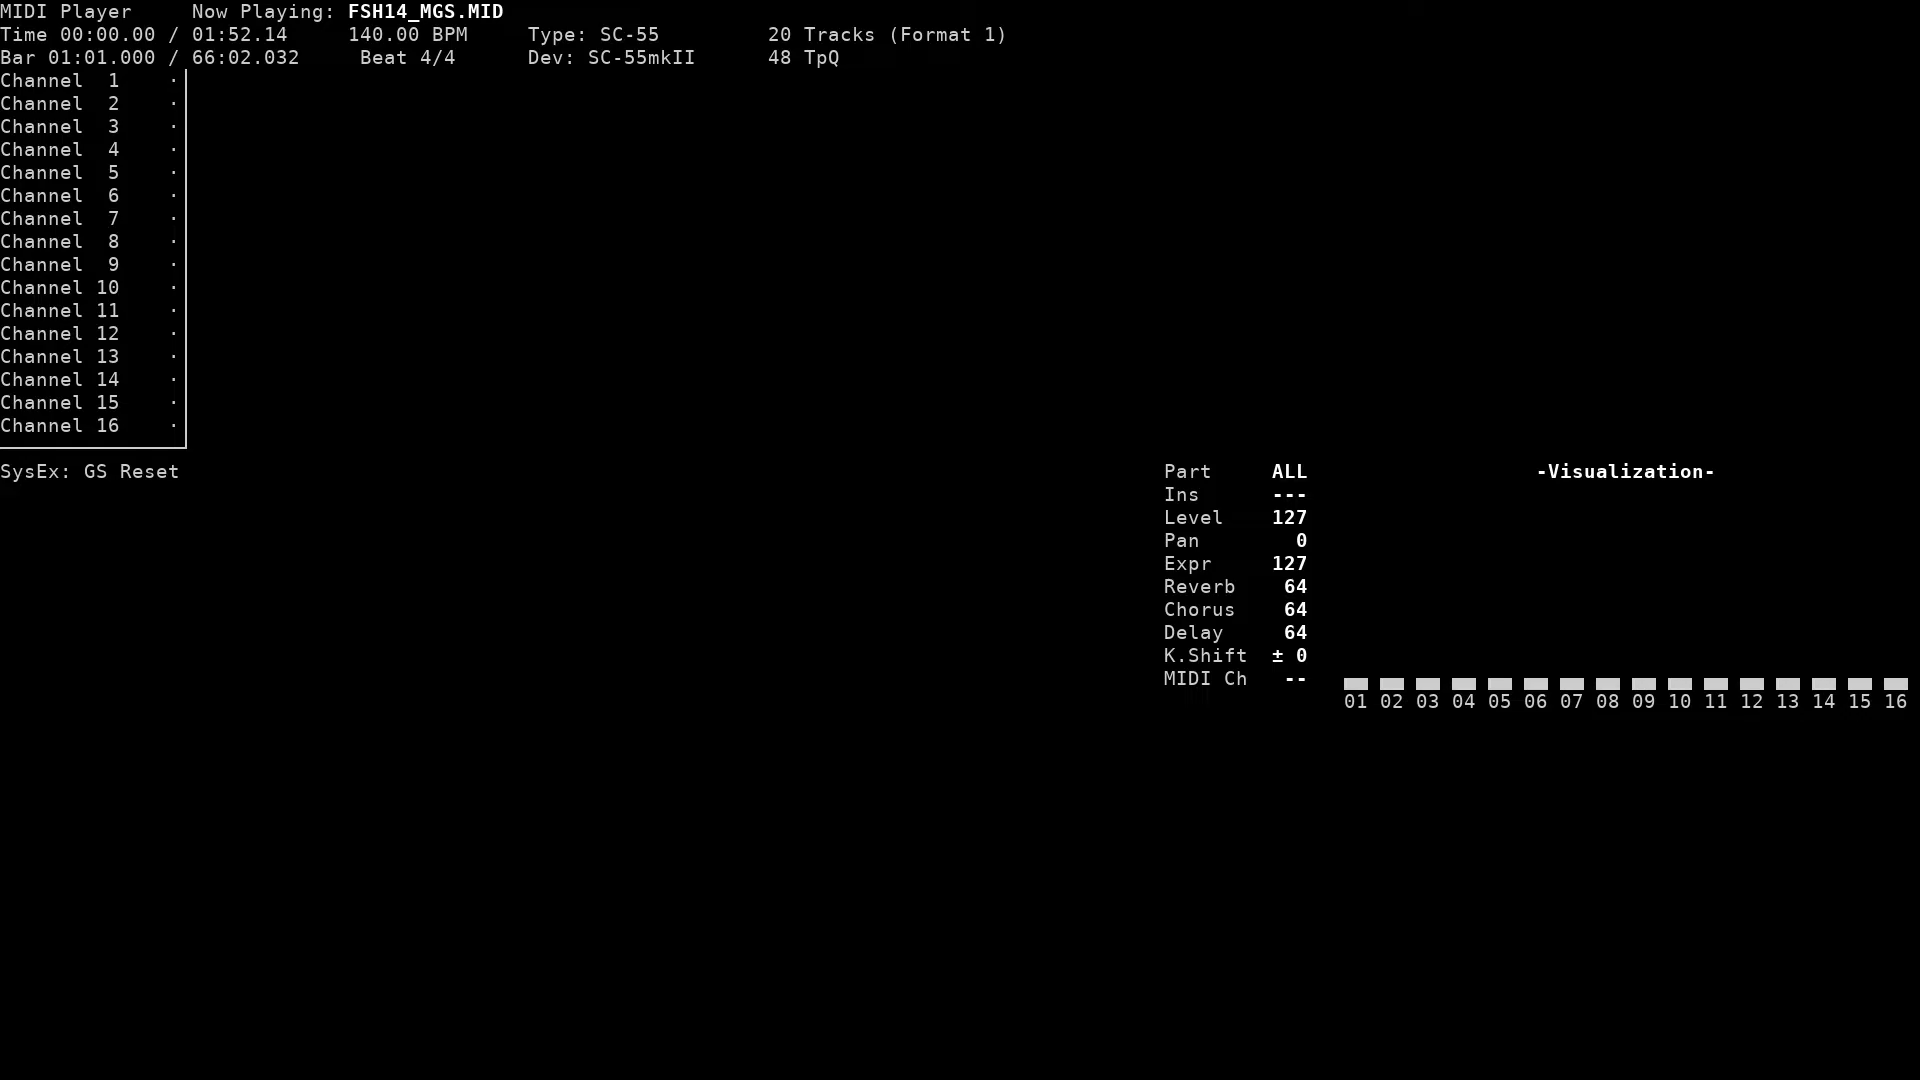 MIDI Player     Now Playing: FSH14_MGS.MID
Time 00:00.00 / 01:52.14     140.00 BPM     Type: SC-55         20 Tracks (Format 1)
Bar 01:01.000 / 66:02.032     Beat 4/4      Dev: SC-55mkII      48 TpQ
Channel  1    ·
Channel  2    ·
Channel  3    ·
Channel  4    ·
Channel  5    ·
Channel  6    ·
Channel  7    ·
Channel  8    ·
Channel  9    ·
Channel 10    ·
Channel 11    ·
Channel 12    ·
Channel 13    ·
Channel 14    ·
Channel 15    ·
Channel 16    ·
SysEx: GS Reset
Part     ALL
Ins      ---
Level    127
Pan        0
Expr     127
Reverb    64
Chorus    64
Delay     64
K.Shift  ± 0
MIDI Ch   --
-Visualization-
01 02 03 04 05 06 07 08 09 10 11 12 13 14 15 16